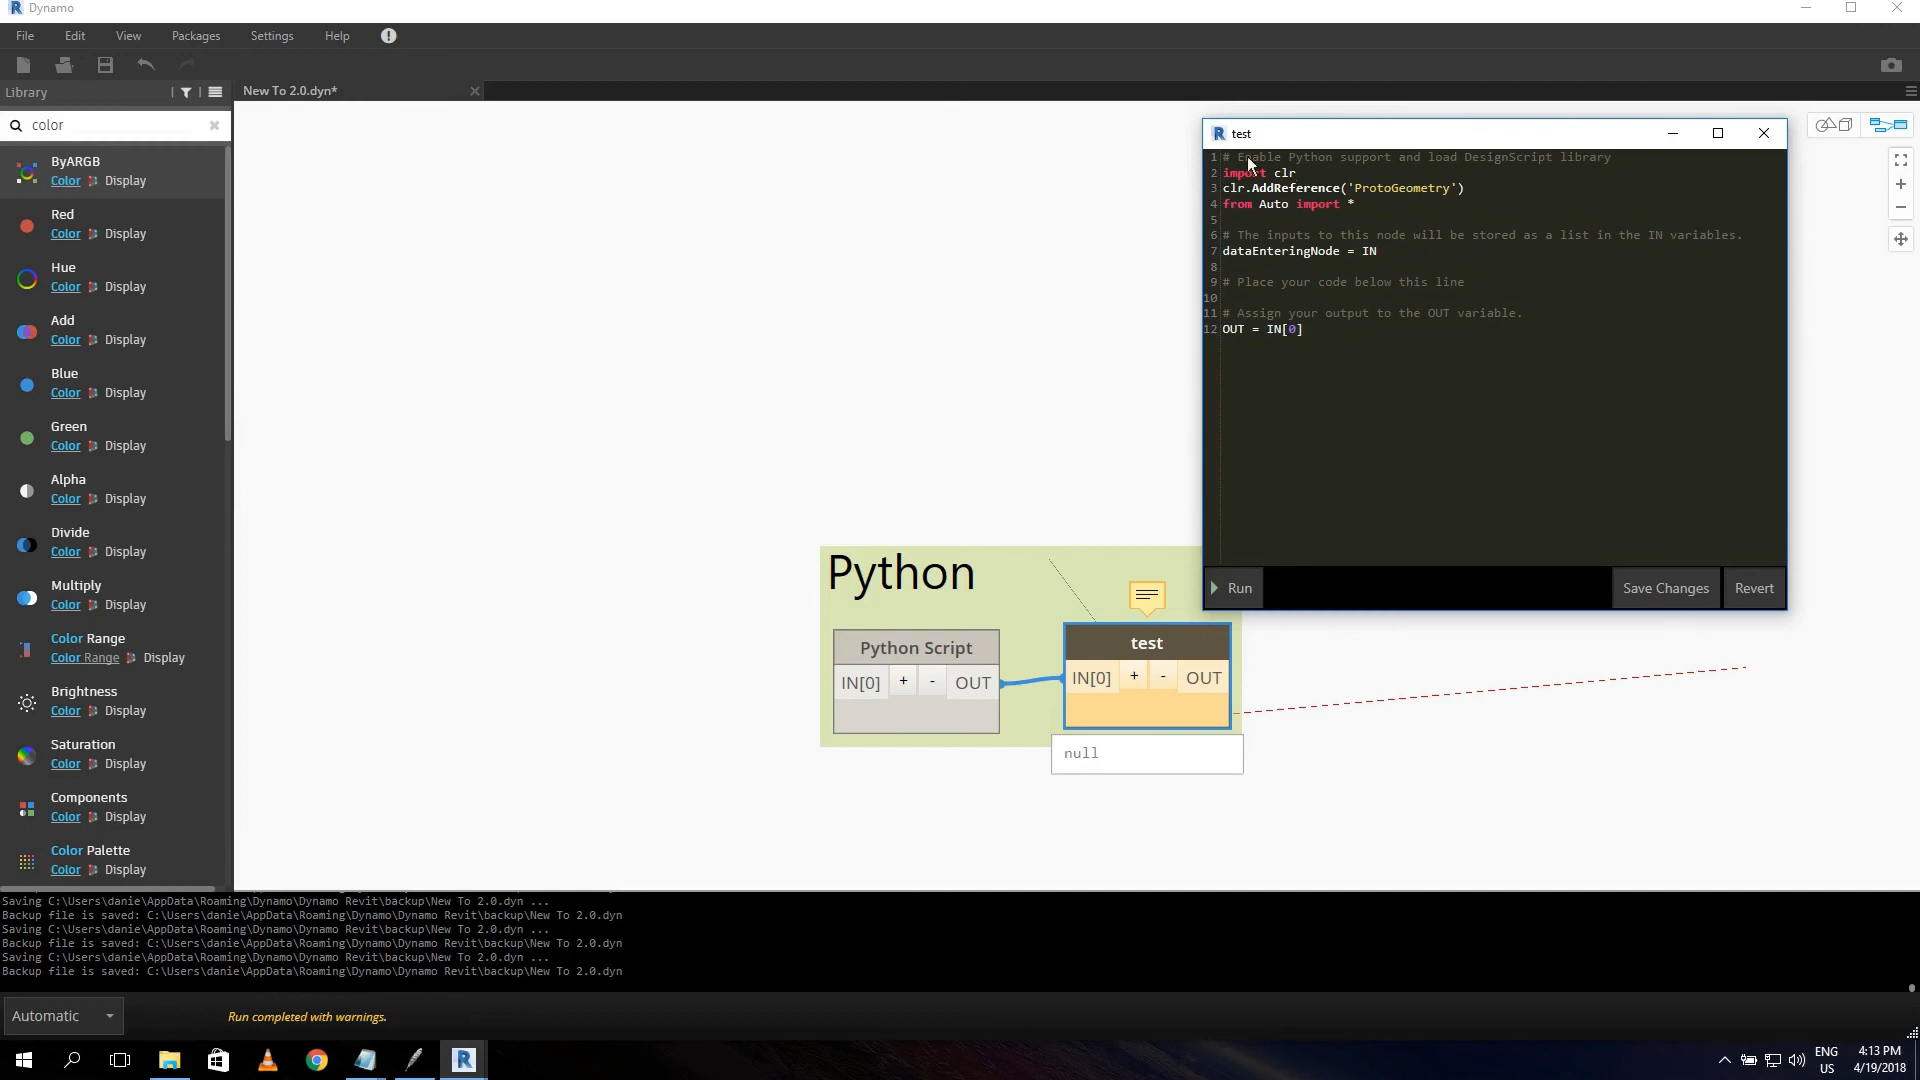 Dynamo
File Edit View Packages Settings Help
Library
New To 2.0.dyn*
color
ByARGB
Color Display
Red
Color Display
Hue
Color Display
Add
Color Display
Blue
Color Display
Green
Color Display
Alpha
Color Display
Divide
Color Display
Multiply
Color Display
Color Range
Color Range Display
Brightness
Color Display
Saturation
Color Display
Components
Color Display
Color Palette
Color Display
test
1 # Enable Python support and load DesignScript library
2 import clr
3 clr.AddReference('ProtoGeometry')
4 from Auto import *
5
6 # The inputs to this node will be stored as a list in the IN variables.
7 dataEnteringNode = IN
8
9 # Place your code below this line
10
11 # Assign your output to the OUT variable.
12 OUT = IN[0]
Run Save Changes Revert
Python
Python Script
IN[0] + - OUT
test
IN[0] + - OUT
null
Saving C:\Users\danie\AppData\Roaming\Dynamo\Dynamo Revit\backup\New To 2.0.dyn ...
Backup file is saved: C:\Users\danie\AppData\Roaming\Dynamo\Dynamo Revit\backup\New To 2.0.dyn
Saving C:\Users\danie\AppData\Roaming\Dynamo\Dynamo Revit\backup\New To 2.0.dyn ...
Backup file is saved: C:\Users\danie\AppData\Roaming\Dynamo\Dynamo Revit\backup\New To 2.0.dyn
Saving C:\Users\danie\AppData\Roaming\Dynamo\Dynamo Revit\backup\New To 2.0.dyn ...
Backup file is saved: C:\Users\danie\AppData\Roaming\Dynamo\Dynamo Revit\backup\New To 2.0.dyn
Automatic
Run completed with warnings.
ENG
US
4:13 PM
4/19/2018